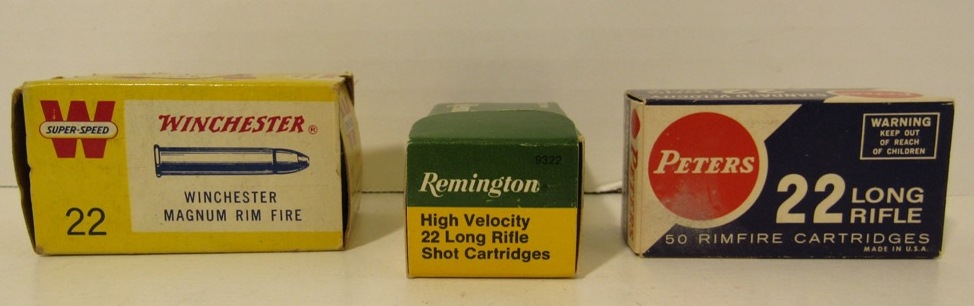 W
SUPER-SPEED
WINCHESTER®
WINCHESTER
MAGNUM RIM FIRE
22
9322
Remington
High Velocity
22 Long Rifle
Shot Cartridges
PETERS
WARNING
KEEP OUT
OF REACH
OF CHILDREN
22 LONG
RIFLE
50 RIMFIRE CARTRIDGES
MADE IN U.S.A.